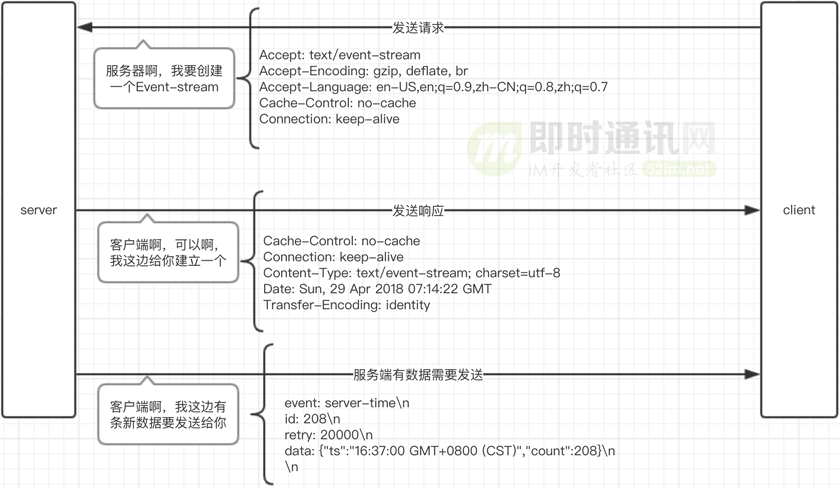 发送请求
服务器啊，我要创建
一个Event-stream
Accept: text/event-stream
Accept-Encoding: gzip, deflate, br
Accept-Language: en-US,en;q=0.9,zh-CN;q=0.8,zh;q=0.7
Cache-Control: no-cache
Connection: keep-alive
即时通讯网
IM开发者社区 52im.net
server
client
发送响应
客户端啊，可以啊，
我这边给你建立一个
Cache-Control: no-cache
Connection: keep-alive
Content-Type: text/event-stream; charset=utf-8
Date: Sun, 29 Apr 2018 07:14:22 GMT
Transfer-Encoding: identity
服务端有数据需要发送
客户端啊，我这边有
条新数据要发送给你
event: server-time\n
id: 208\n
retry: 20000\n
data: {"ts":"16:37:00 GMT+0800 (CST)","count":208}\n
\n